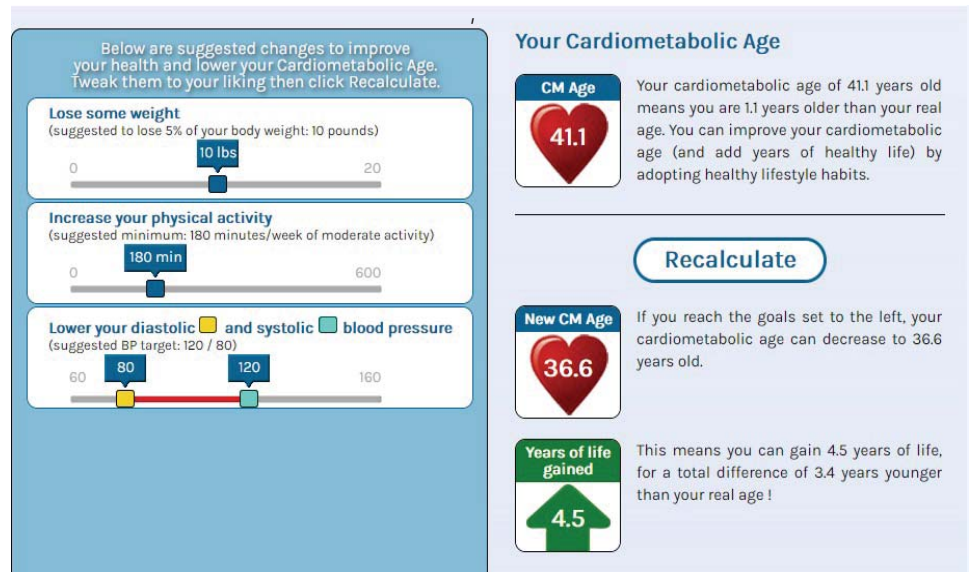 Below are suggested changes to improve
your health and lower your Cardiometabolic Age.
Tweak them to your liking then click Recalculate.
Lose some weight
(suggested to lose 5% of your body weight: 10 pounds)
10 lbs
0 20
Increase your physical activity
(suggested minimum: 180 minutes/week of moderate activity)
180 min
0 600
Lower your diastolic and systolic blood pressure
(suggested BP target: 120 / 80)
80 120
60 160
Your Cardiometabolic Age
CM Age
41.1
Your cardiometabolic age of 41.1 years old
means you are 1.1 years older than your real
age. You can improve your cardiometabolic
age (and add years of healthy life) by
adopting healthy lifestyle habits.
Recalculate
New CM Age
36.6
If you reach the goals set to the left, your
cardiometabolic age can decrease to 36.6
years old.
Years of life
gained
4.5
This means you can gain 4.5 years of life,
for a total difference of 3.4 years younger
than your real age !